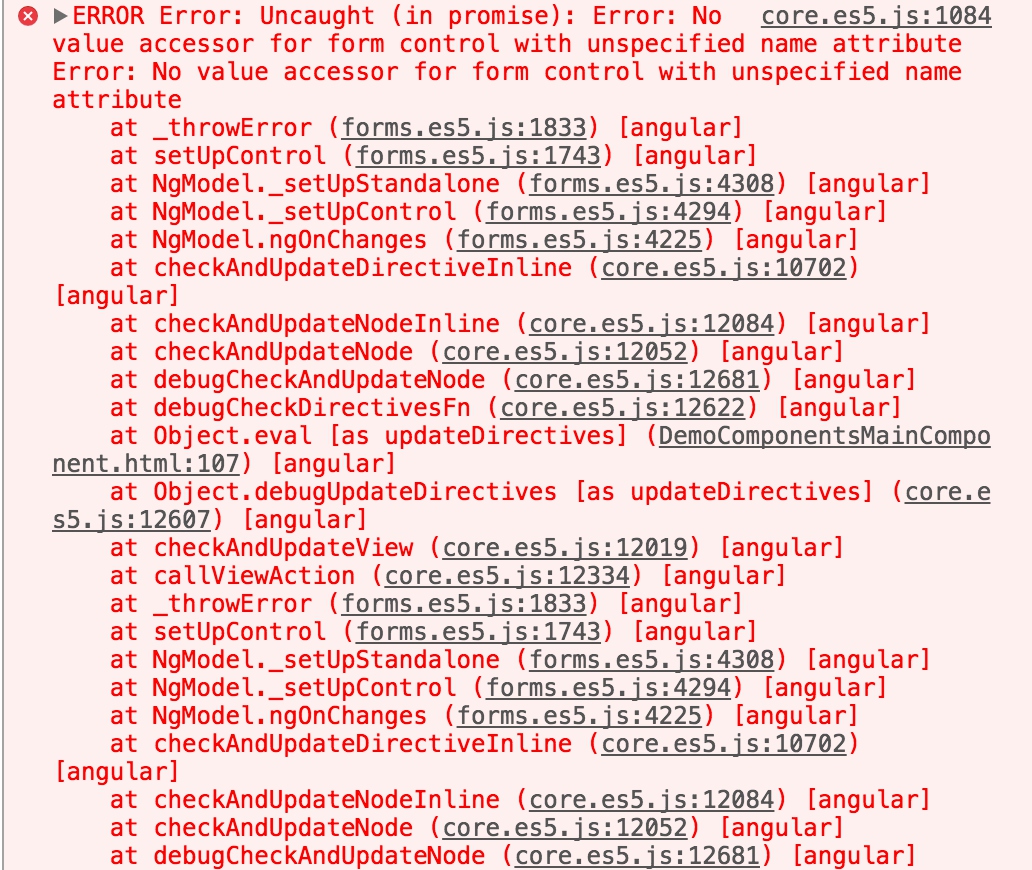 ERROR Error: Uncaught (in promise): Error: No core.es5.js:1084
value accessor for form control with unspecified name attribute
Error: No value accessor for form control with unspecified name
attribute
at _throwError (forms.es5.js:1833) [angular]
at setUpControl (forms.es5.js:1743) [angular]
at NgModel._setUpStandalone (forms.es5.js:4308) [angular]
at NgModel._setUpControl (forms.es5.js:4294) [angular]
at NgModel.ngOnChanges (forms.es5.js:4225) [angular]
at checkAndUpdateDirectiveInline (core.es5.js:10702)
[angular]
at checkAndUpdateNodeInline (core.es5.js:12084) [angular]
at checkAndUpdateNode (core.es5.js:12052) [angular]
at debugCheckAndUpdateNode (core.es5.js:12681) [angular]
at debugCheckDirectivesFn (core.es5.js:12622) [angular]
at Object.eval [as updateDirectives] (DemoComponentsMainCompo
nent.html:107) [angular]
at Object.debugUpdateDirectives [as updateDirectives] (core.e
s5.js:12607) [angular]
at checkAndUpdateView (core.es5.js:12019) [angular]
at callViewAction (core.es5.js:12334) [angular]
at _throwError (forms.es5.js:1833) [angular]
at setUpControl (forms.es5.js:1743) [angular]
at NgModel._setUpStandalone (forms.es5.js:4308) [angular]
at NgModel._setUpControl (forms.es5.js:4294) [angular]
at NgModel.ngOnChanges (forms.es5.js:4225) [angular]
at checkAndUpdateDirectiveInline (core.es5.js:10702)
[angular]
at checkAndUpdateNodeInline (core.es5.js:12084) [angular]
at checkAndUpdateNode (core.es5.js:12052) [angular]
at debugCheckAndUpdateNode (core.es5.js:12681) [angular]